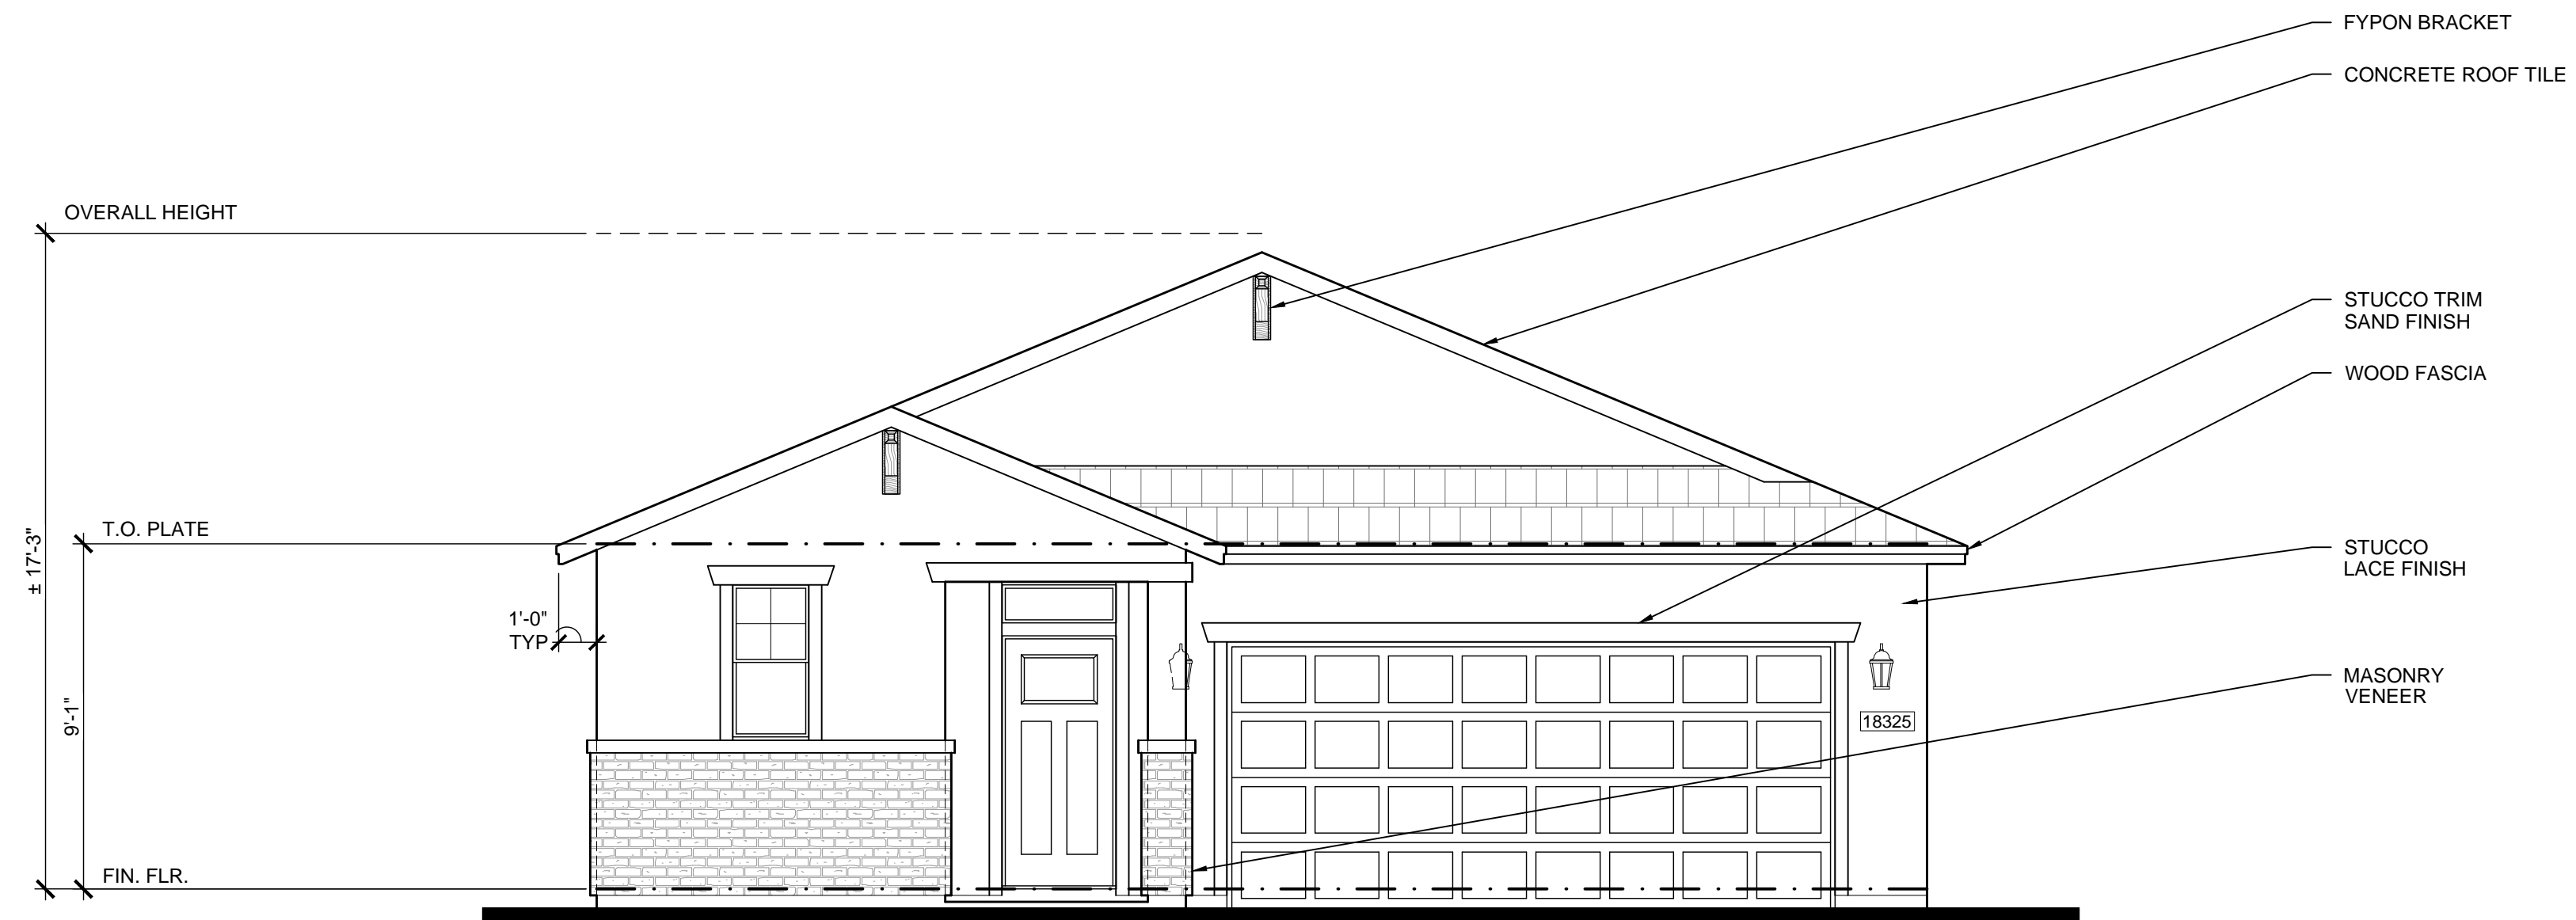 FYPON BRACKET
CONCRETE ROOF TILE
OVERALL HEIGHT
STUCCO TRIM
SAND FINISH
WOOD FASCIA
± 17'-3"
T.O. PLATE
STUCCO
LACE FINISH
1'-0"
TYP
MASONRY
VENEER
9'-1"
18325
FIN. FLR.